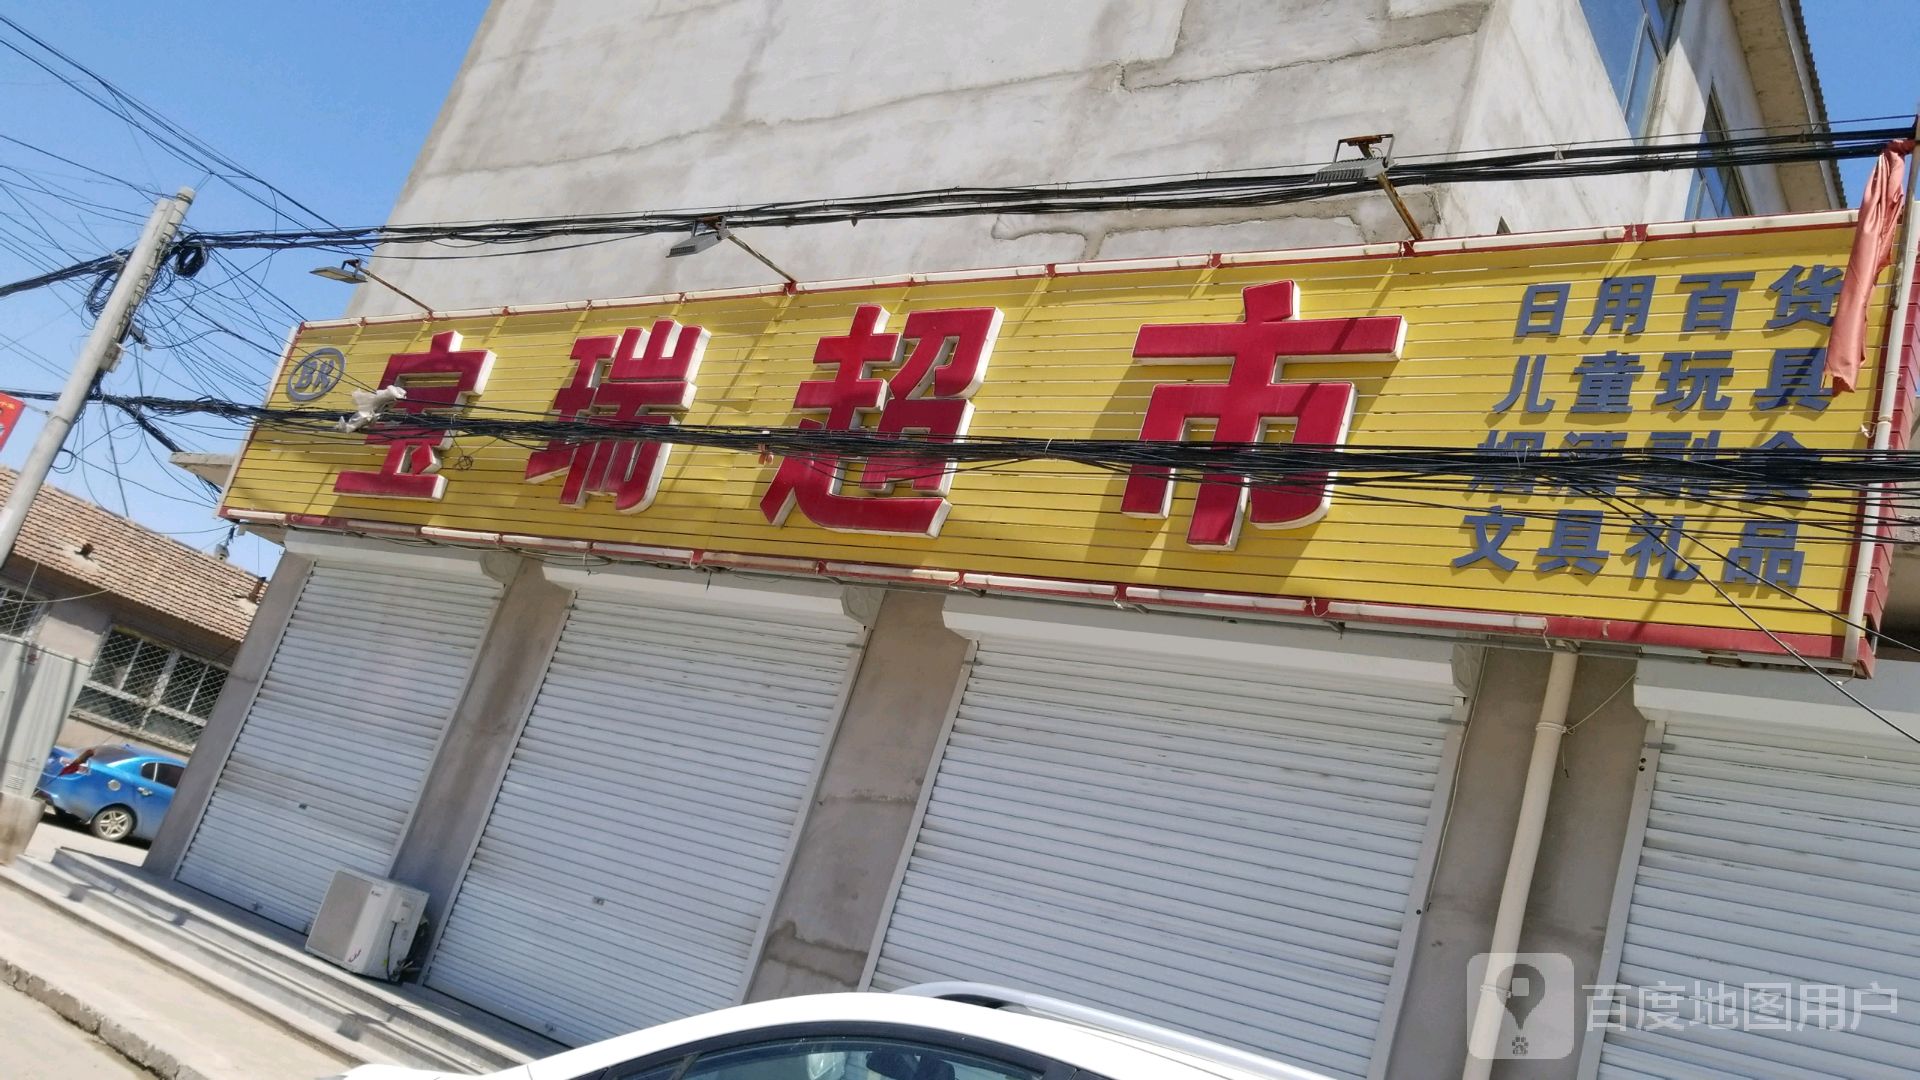 BR
宝瑞超市
日用百货
儿童玩具
烟酒副食
文具礼品
百度地图用户